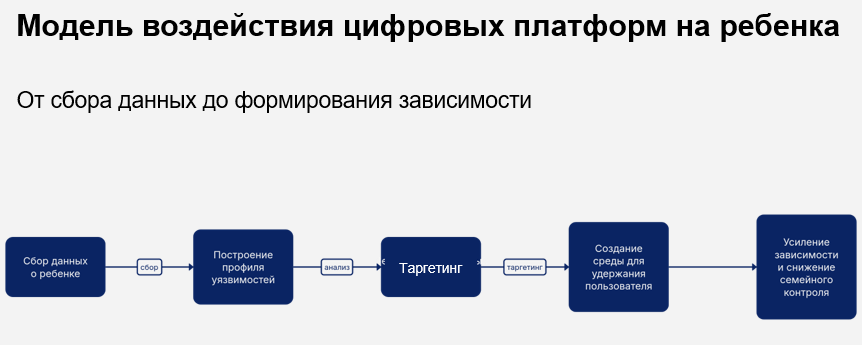 Модель воздействия цифровых платформ на ребенка
От сбора данных до формирования зависимости
Сбор данных
о ребенке
сбор
Построение
профиля
уязвимостей
анализ
Таргетинг
таргетинг
Создание
среды для
удержания
пользователя
Усиление
зависимости
и снижение
семейного
контроля